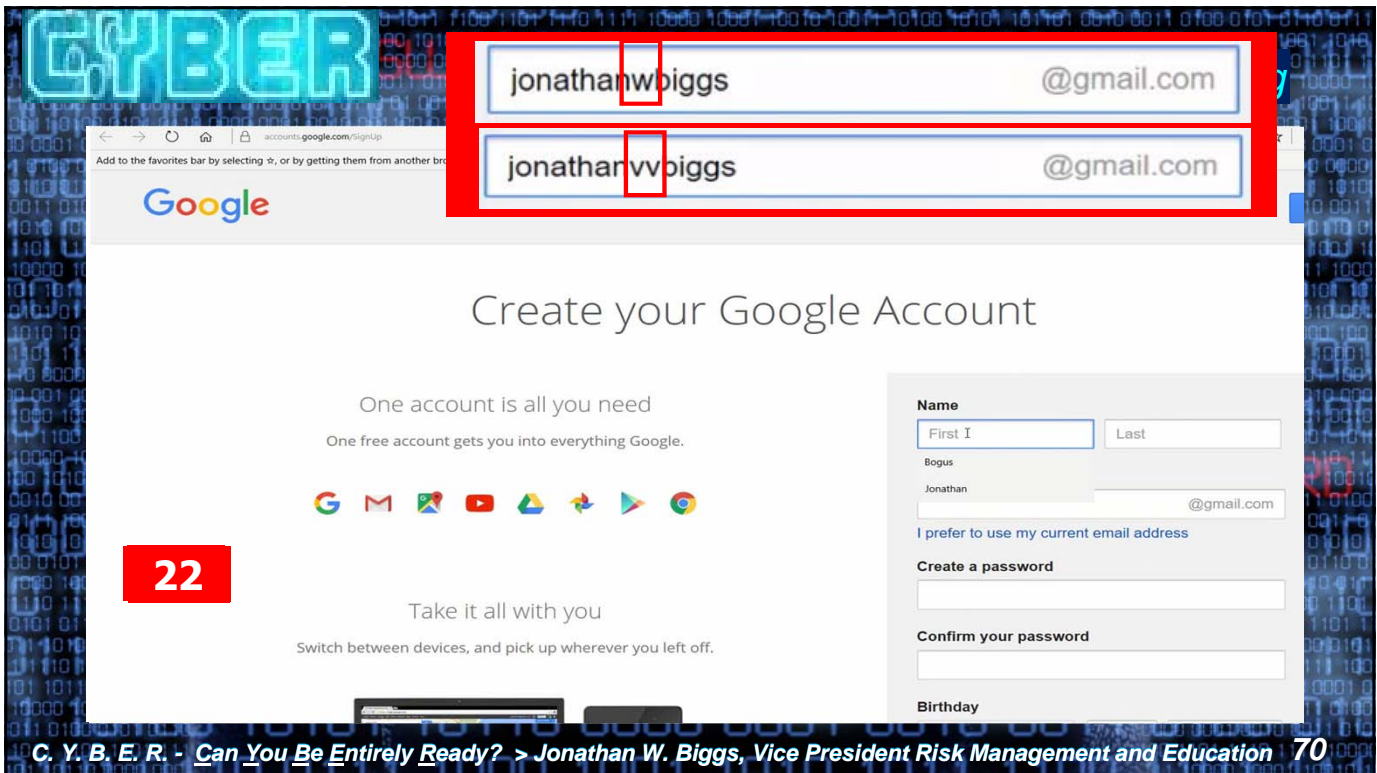 CYBER
g
jonathanwbiggs @gmail.com
jonathanvvbiggs @gmail.com
accounts.google.com/SignUp
Add to the favorites bar by selecting ☆, or by getting them from another
Google
Create your Google Account
One account is all you need
One free account gets you into everything Google.
Name
First Last
Bogus
Jonathan
@gmail.com
I prefer to use my current email address
Create a password
22
Take it all with you
Switch between devices, and pick up wherever you left off.
Confirm your password
Birthday
C. Y. B. E. R. - Can You Be Entirely Ready? > Jonathan W. Biggs, Vice President Risk Management and Education 70